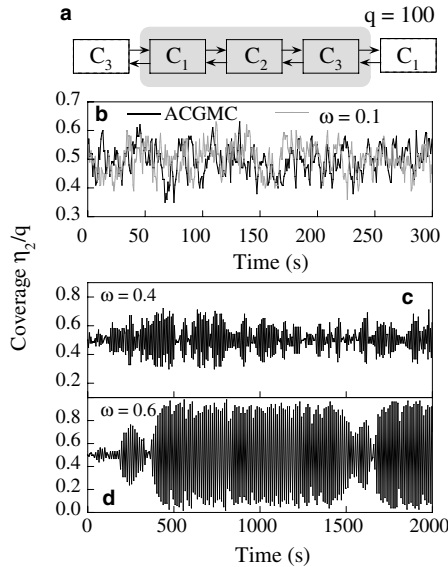 a
q = 100
C3 C1 C2 C3 C1
0.7
b
ACGMC
ω = 0.1
0.6
0.5
0.4
0.3
0 50 100 150 200 250 300
Time (s)
Coverage η2/q
0.8
ω = 0.4
c
0.6
0.4
0.2
ω = 0.6
0.8
0.6
0.4
0.2
0.0
d
0 500 1000 1500 2000
Time (s)